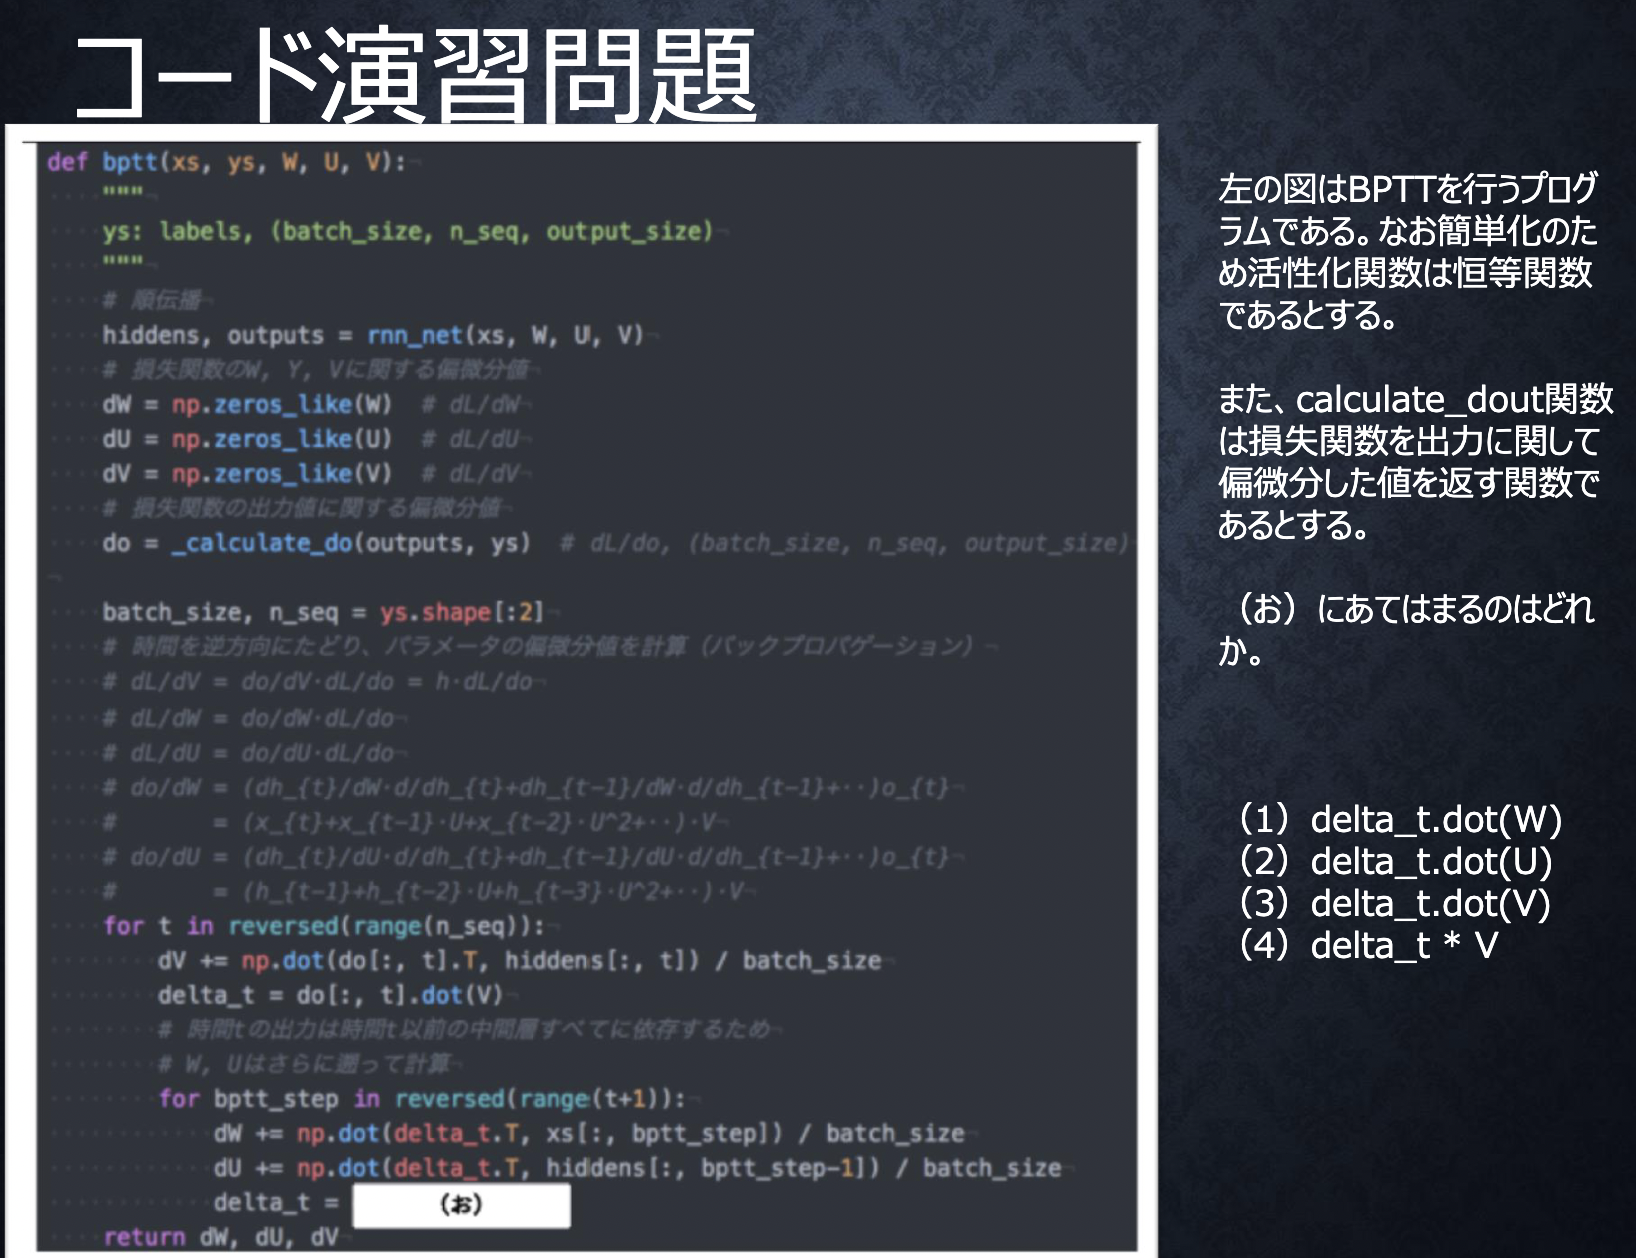 コード演習問題
def bptt(xs, ys, W, U, V):
"""
ys: labels, (batch_size, n_seq, output_size)
"""
# 順伝播
hiddens, outputs = rnn_net(xs, W, U, V)
# 損失関数のW, Y, Vに関する偏微分値
dW = np.zeros_like(W)  # dL/dW
dU = np.zeros_like(U)  # dL/dU
dV = np.zeros_like(V)  # dL/dV
# 損失関数の出力値に関する偏微分値
do = _calculate_do(outputs, ys)  # dL/do, (batch_size, n_seq, output_size)
batch_size, n_seq = ys.shape[:2]
# 時間を逆方向にたどり、パラメータの偏微分値を計算（バックプロパゲーション）
# dL/dV = do/dV·dL/do = h·dL/do
# dL/dW = do/dW·dL/do
# dL/dU = do/dU·dL/do
# do/dW = (dh_{t}/dW·d/dh_{t}+dh_{t-1}/dW·d/dh_{t-1}+··)o_{t}
#       = (x_{t}+x_{t-1}·U+x_{t-2}·U^2+··)·V
# do/dU = (dh_{t}/dU·d/dh_{t}+dh_{t-1}/dU·d/dh_{t-1}+··)o_{t}
#       = (h_{t-1}+h_{t-2}·U+h_{t-3}·U^2+··)·V
for t in reversed(range(n_seq)):
dV += np.dot(do[:, t].T, hiddens[:, t]) / batch_size
delta_t = do[:, t].dot(V)
# 時間tの出力は時間t以前の中間層すべてに依存するため
# W, Uはさらに遡って計算
for bptt_step in reversed(range(t+1)):
dW += np.dot(delta_t.T, xs[:, bptt_step]) / batch_size
dU += np.dot(delta_t.T, hiddens[:, bptt_step-1]) / batch_size
delta_t = （お）
return dW, dU, dV
左の図はBPTTを行うプログ
ラムである。なお簡単化のた
め活性化関数は恒等関数
であるとする。
また、calculate_dout関数
は損失関数を出力に関して
偏微分した値を返す関数で
あるとする。
（お）にあてはまるのはどれ
か。
（1）delta_t.dot(W)
（2）delta_t.dot(U)
（3）delta_t.dot(V)
（4）delta_t * V